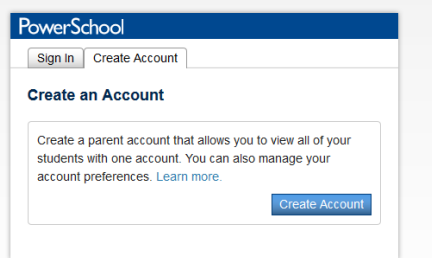 PowerSchool
Sign In Create Account
Create an Account
Create a parent account that allows you to view all of your
students with one account. You can also manage your
account preferences. Learn more.
Create Account